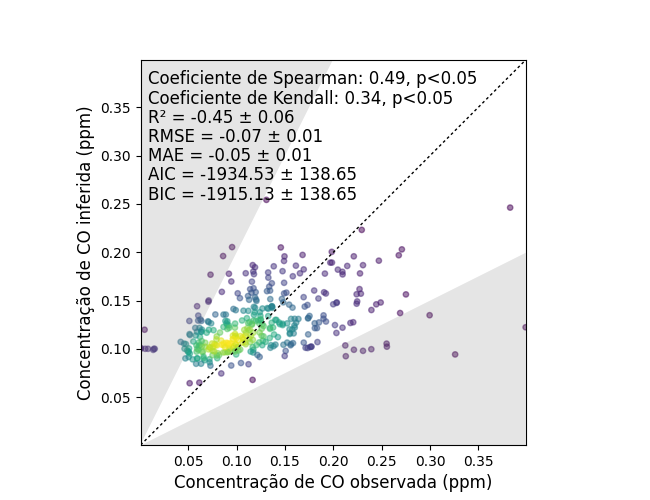 Coeficiente de Spearman: 0.49, p<0.05
Coeficiente de Kendall: 0.34, p<0.05
R² = -0.45 ± 0.06
RMSE = -0.07 ± 0.01
MAE = -0.05 ± 0.01
AIC = -1934.53 ± 138.65
BIC = -1915.13 ± 138.65
Concentração de CO inferida (ppm)
0.35
0.30
0.25
0.20
0.15
0.10
0.05
0.05 0.10 0.15 0.20 0.25 0.30 0.35
Concentração de CO observada (ppm)